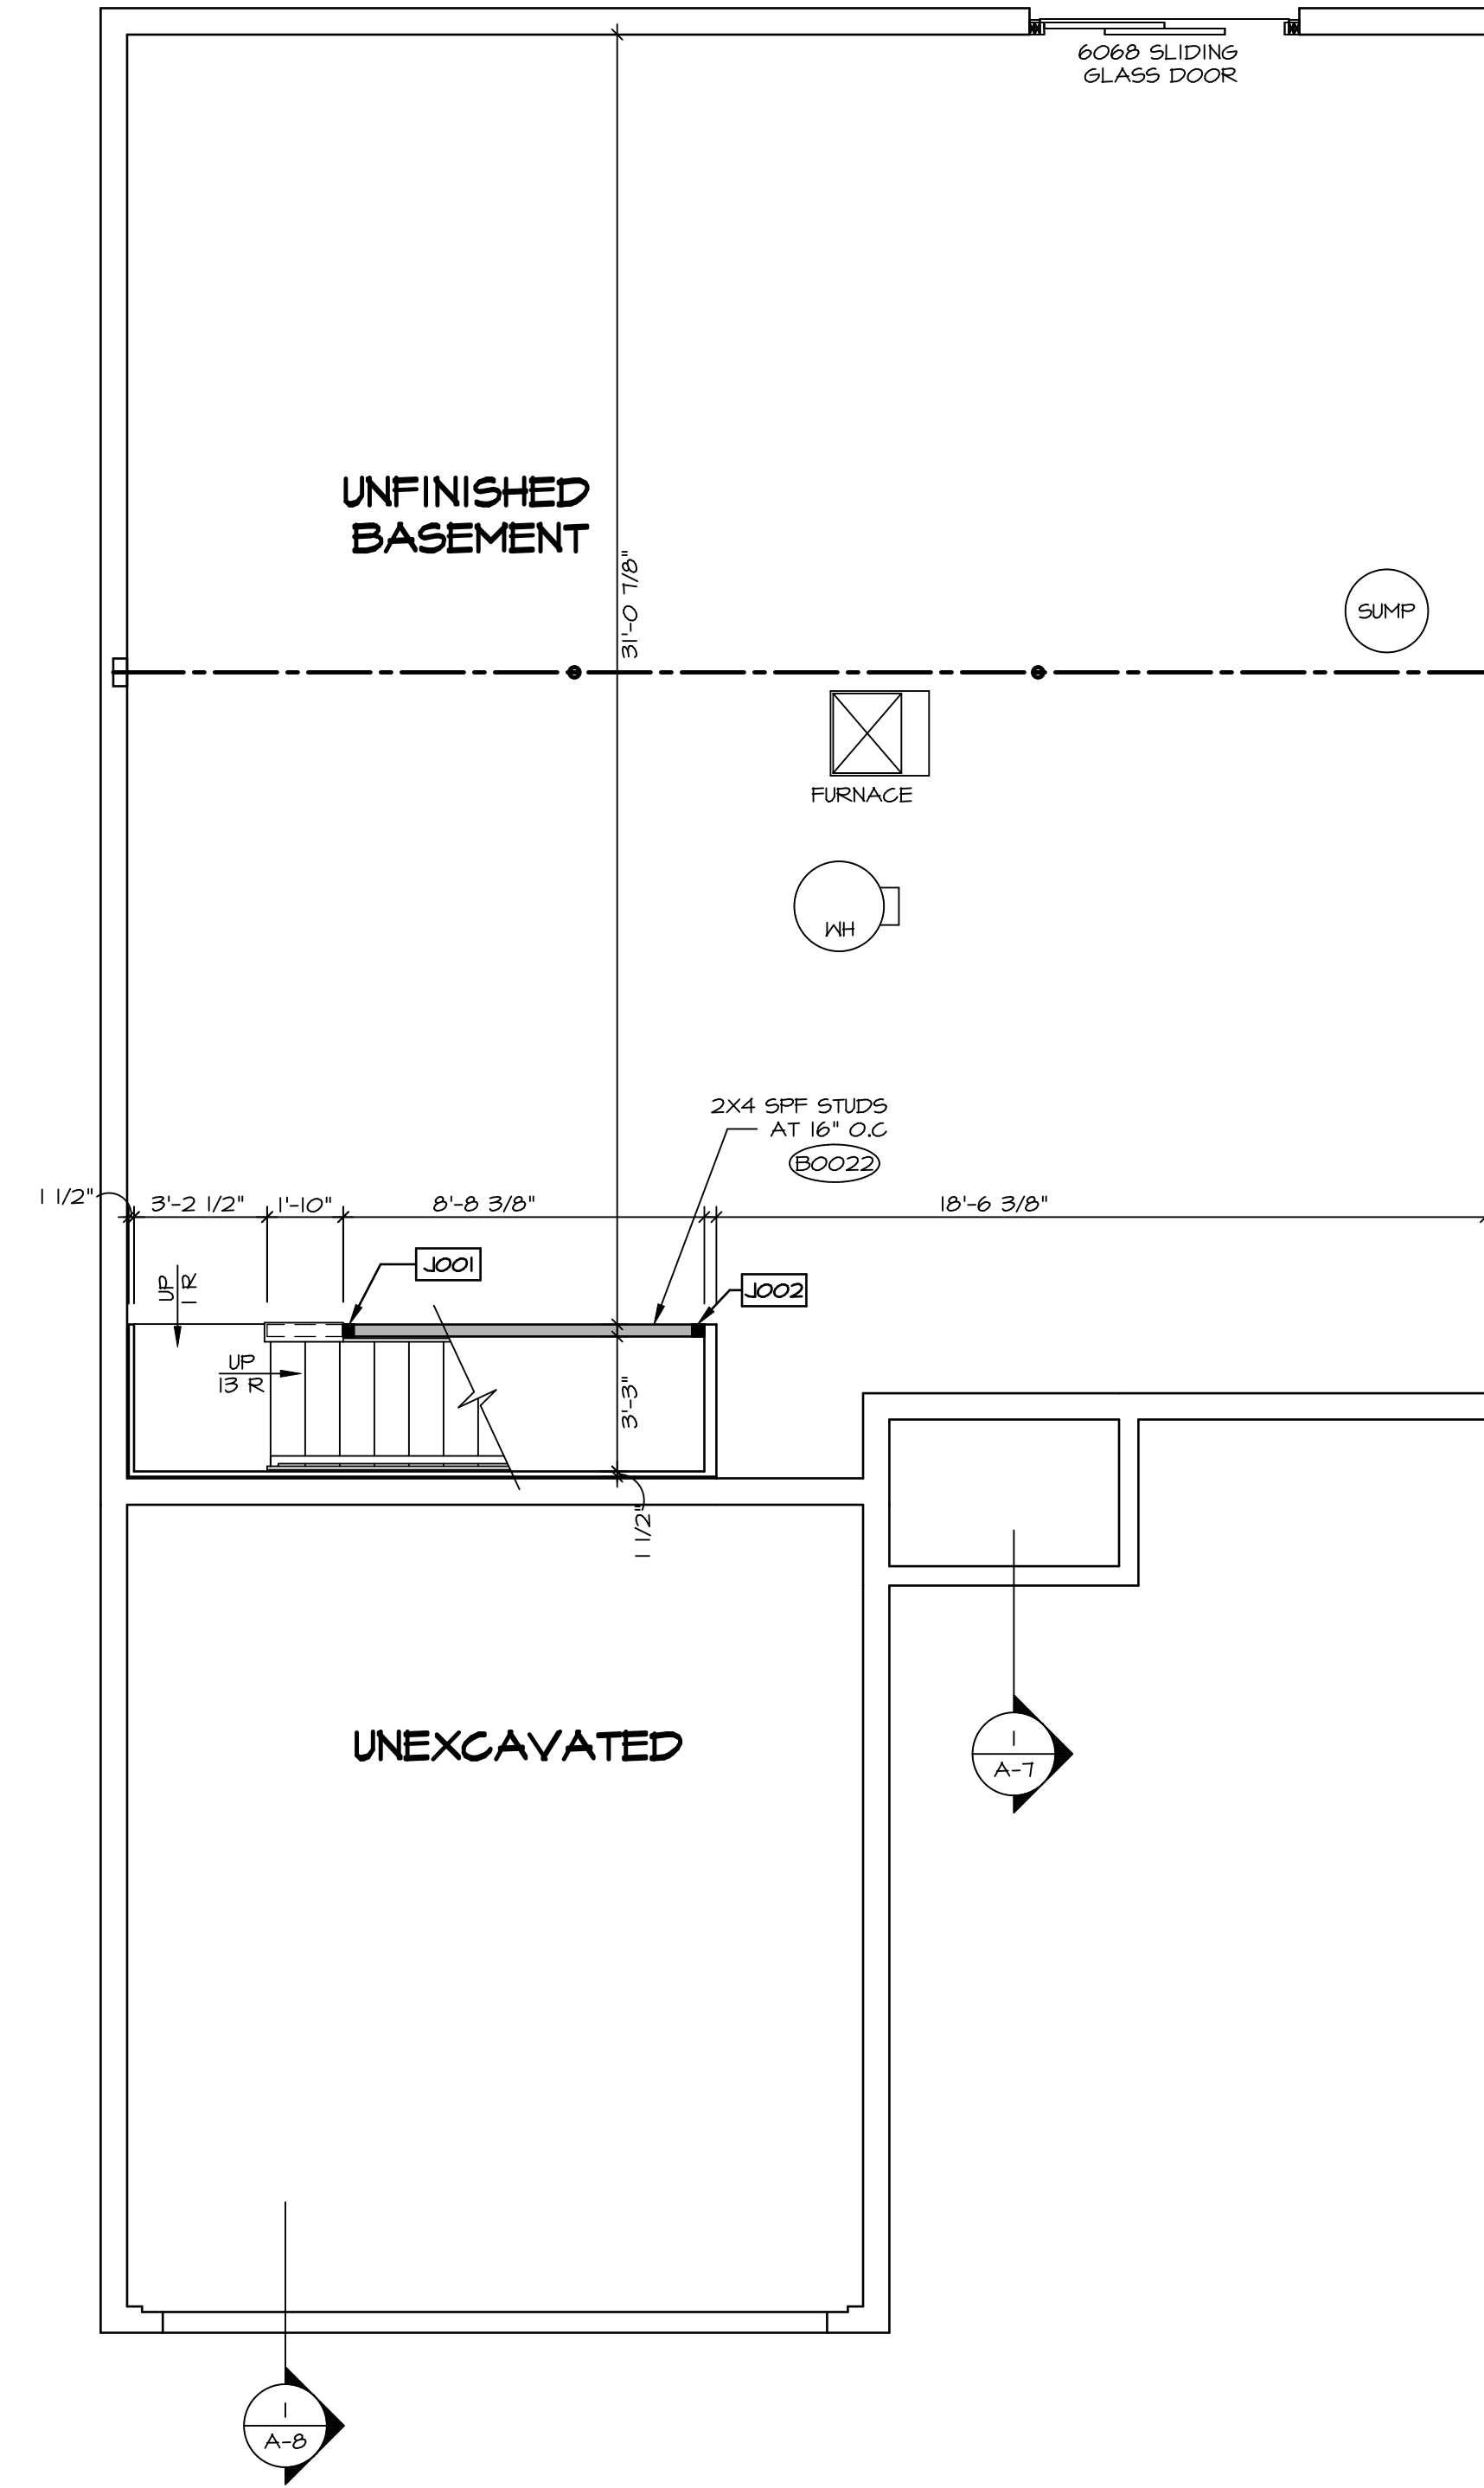 6068 SLIDING
GLASS DOOR
UNFINISHED
BASEMENT
31'-0 7/8"
SUMP
FURNACE
WH
2X4 SPF STUDS
AT 16" O.C
B0022
1 1/2"
3'-2 1/2"
1'-10"
8'-8 3/8"
18'-6 3/8"
J001
J002
UP
1 R
UP
13 R
3'-3"
1 1/2"
UNEXCAVATED
1
A-7
1
A-8